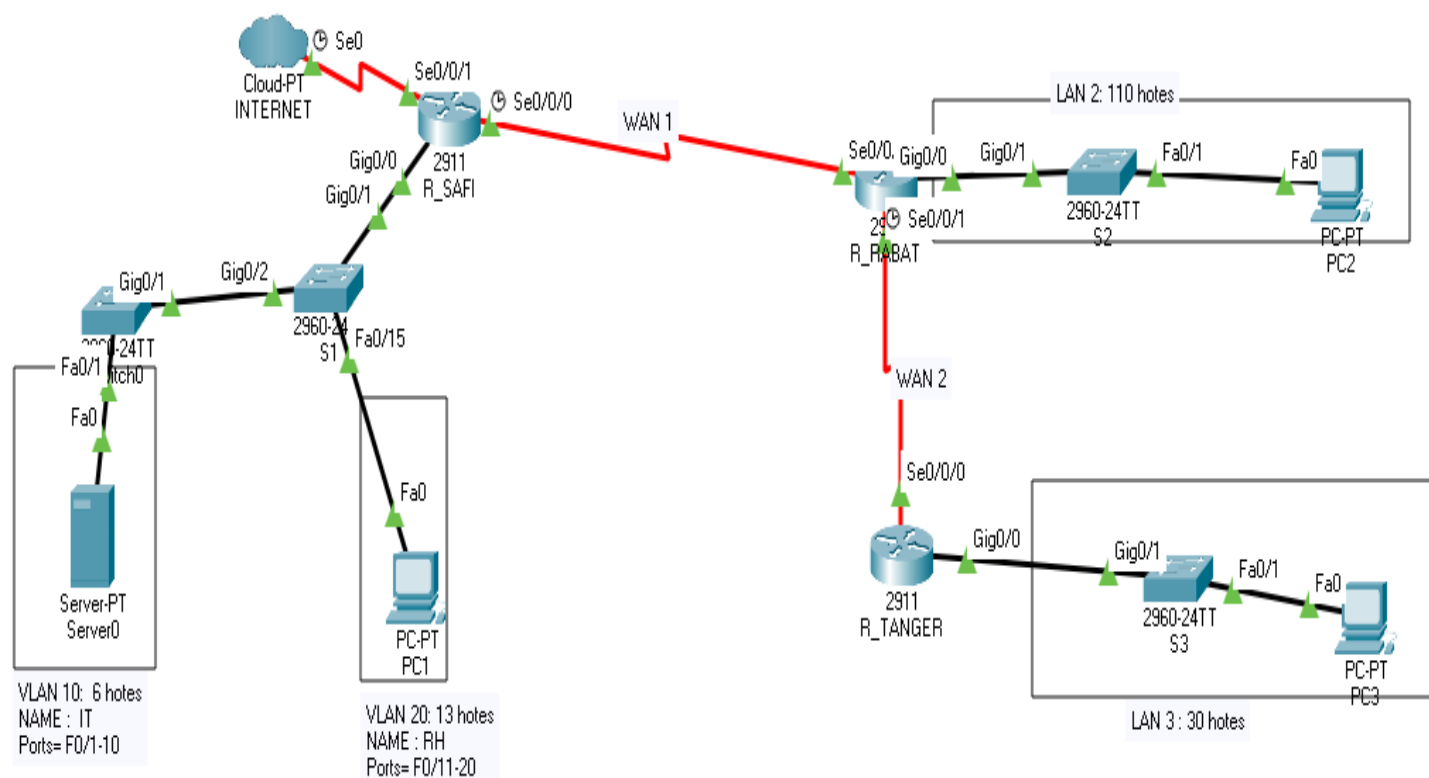 Se0
Cloud-PT
INTERNET
Se0/0/1
Se0/0/0
2911
R_SAFI
Gig0/0
Gig0/1
WAN 1
LAN 2: 110 hotes
Se0/0
Gig0/0
Gig0/1
Fa0/1
Fa0
2960-24TT
S2
PC-PT
PC2
Se0/0/1
R_RABAT
Gig0/1
Gig0/2
2960-24
S1
Fa0/15
Fa0/1
Fa0
Server-PT
Server0
Fa0
PC-PT
PC1
WAN 2
Se0/0/0
2911
R_TANGER
Gig0/0
Gig0/1
Fa0/1
Fa0
2960-24TT
S3
PC-PT
PC3
LAN 3 : 30 hotes
VLAN 10: 6 hotes
NAME : IT
Ports= F0/1-10
VLAN 20: 13 hotes
NAME : RH
Ports= F0/11-20